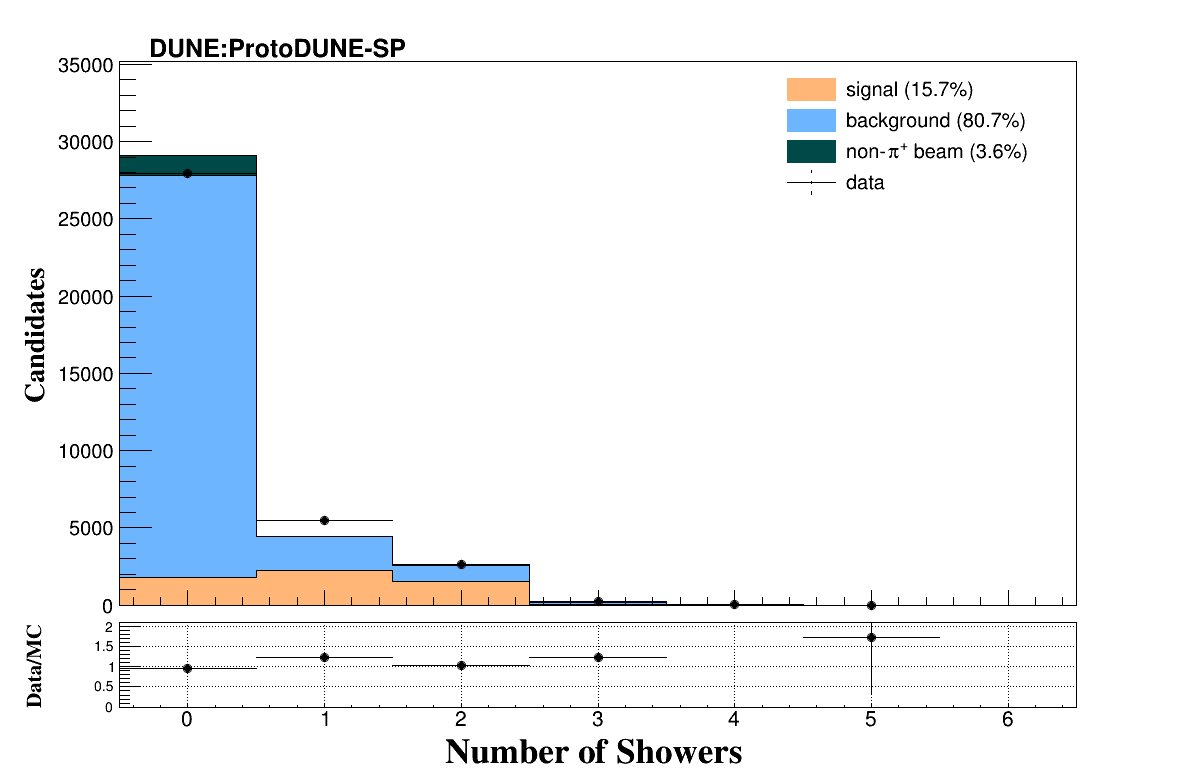 DUNE:ProtoDUNE-SP
35000
30000
25000
20000
15000
10000
5000
0
Candidates
signal (15.7%)
background (80.7%)
non-π⁺ beam (3.6%)
data
2
1.5
1
0.5
0
Data/MC
0 1 2 3 4 5 6
Number of Showers